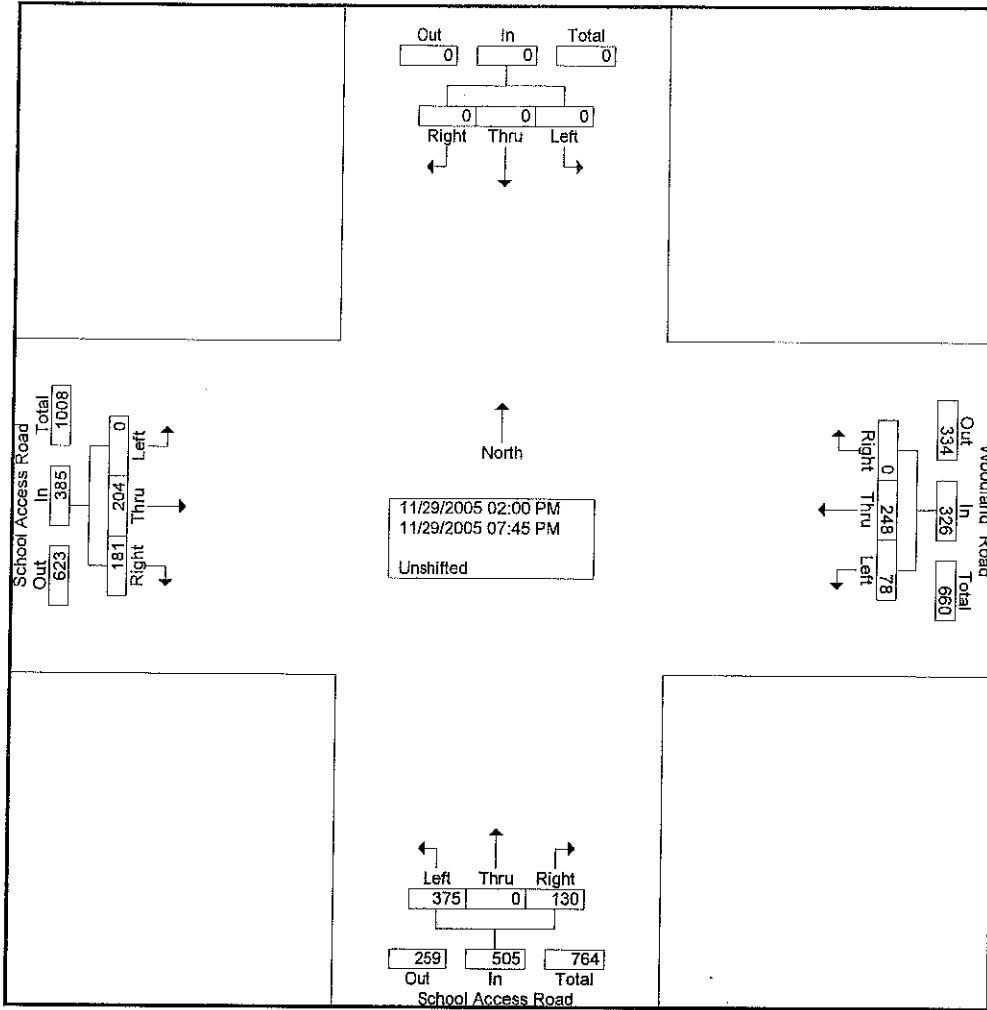 Out In Total
0 0 0
0 0 0
Right Thru Left
North
11/29/2005 02:00 PM
11/29/2005 07:45 PM
Unshifted
School Access Road
Out In Total
623 385 1008
Right Thru Left
181 204 0
Woodland Road
Out In Total
334 326 660
Right Thru Left
0 248 78
Left Thru Right
375 0 130
259 505 764
Out In Total
School Access Road